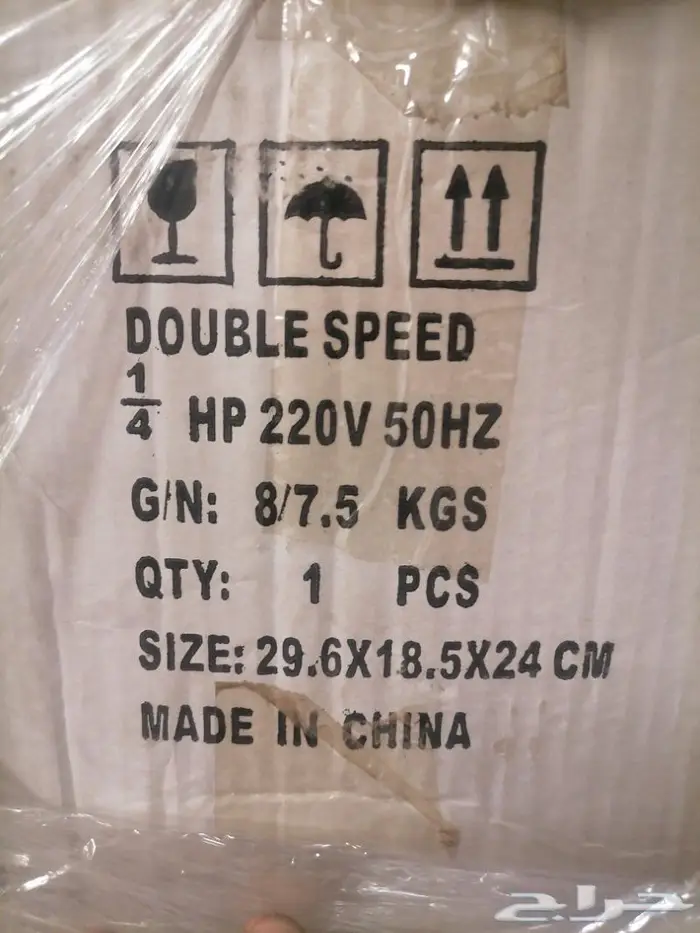 DOUBLE SPEED
1/4 HP 220V 50HZ
G/N: 8/7.5 KGS
QTY: 1 PCS
SIZE: 29.6X18.5X24 CM
MADE IN CHINA
حراج